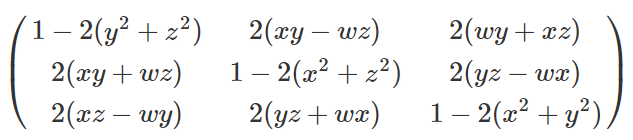 1 − 2(y² + z²) 2(xy − wz) 2(wy + xz)
2(xy + wz) 1 − 2(x² + z²) 2(yz − wx)
2(xz − wy) 2(yz + wx) 1 − 2(x² + y²)